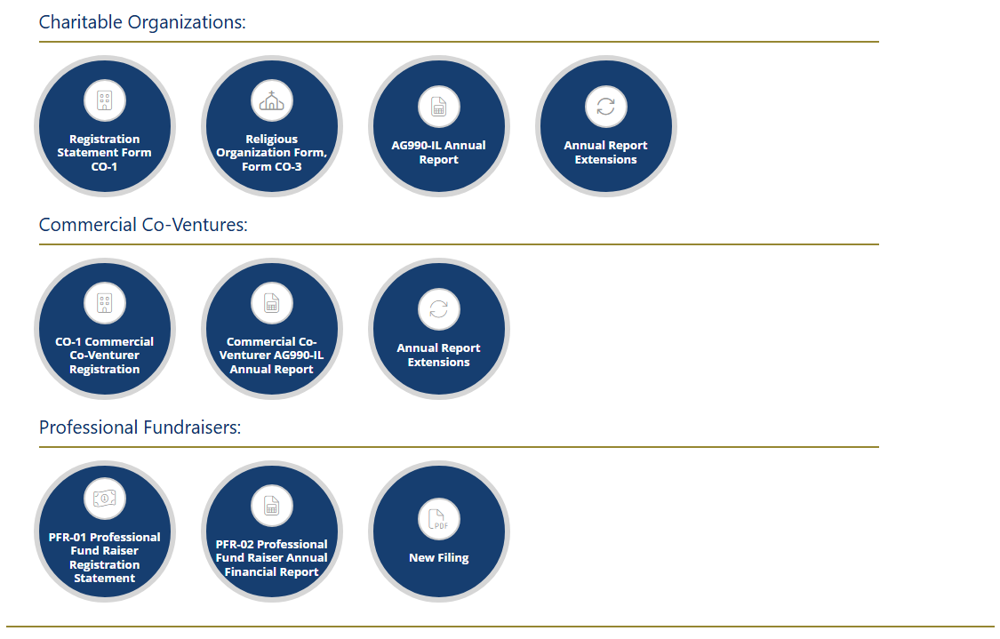 Charitable Organizations:
Registration
Statement Form
CO-1
Religious
Organization Form,
Form CO-3
AG990-IL Annual
Report
Annual Report
Extensions
Commercial Co-Ventures:
CO-1 Commercial
Co-Venturer
Registration
Commercial Co-
Venturer AG990-IL
Annual Report
Annual Report
Extensions
Professional Fundraisers:
PFR-01 Professional
Fund Raiser
Registration
Statement
PFR-02 Professional
Fund Raiser Annual
Financial Report
PDF
New Filing